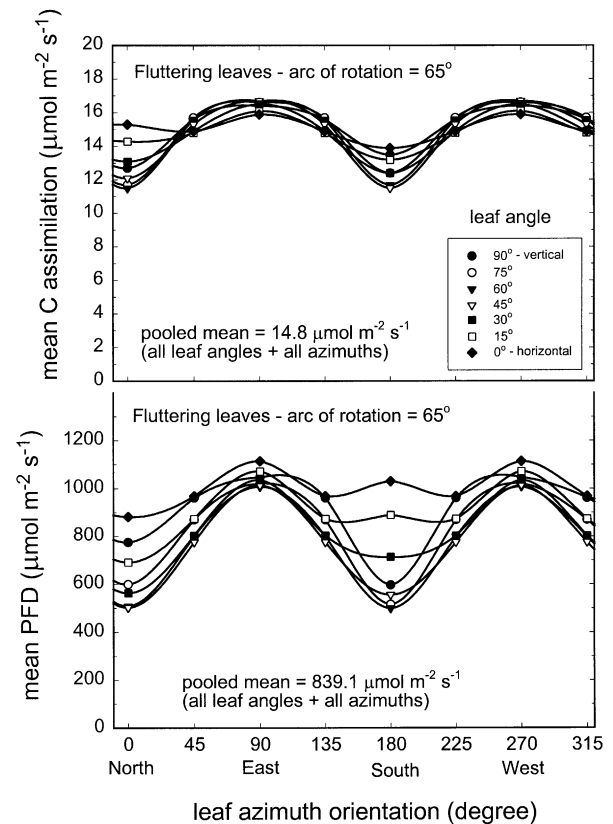 20
18
16
14
12
10
8
6
4
2
0
mean C assimilation (µmol m⁻² s⁻¹)
Fluttering leaves - arc of rotation = 65°
leaf angle
90° - vertical
75°
60°
45°
30°
15°
0° - horizontal
pooled mean = 14.8 µmol m⁻² s⁻¹
(all leaf angles + all azimuths)
1200
1000
800
600
400
200
0
mean PFD (µmol m⁻² s⁻¹)
Fluttering leaves - arc of rotation = 65°
pooled mean = 839.1 µmol m⁻² s⁻¹
(all leaf angles + all azimuths)
0 45 90 135 180 225 270 315
North East South West
leaf azimuth orientation (degree)